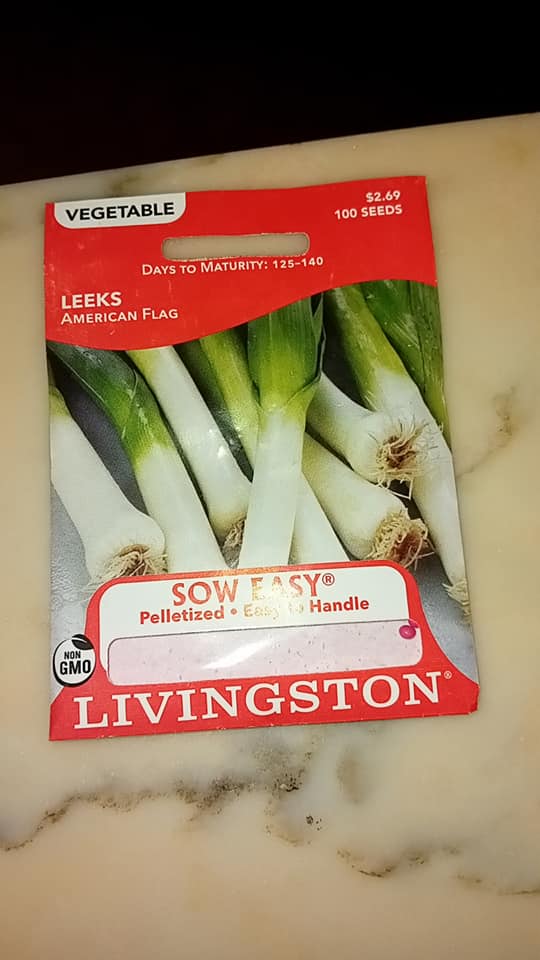 VEGETABLE
$2.69
100 SEEDS
DAYS TO MATURITY: 125-140
LEEKS
AMERICAN FLAG
SOW EASY®
Pelletized • Easy to Handle
NON
GMO
LIVINGSTON®